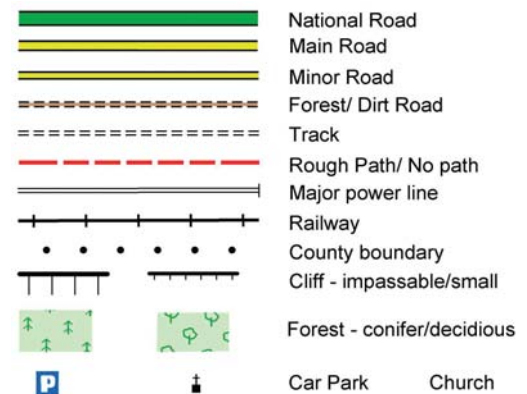 National Road
Main Road
Minor Road
Forest/ Dirt Road
Track
Rough Path/ No path
Major power line
Railway
County boundary
Cliff - impassable/small
Forest - conifer/decidious
P
Car Park Church